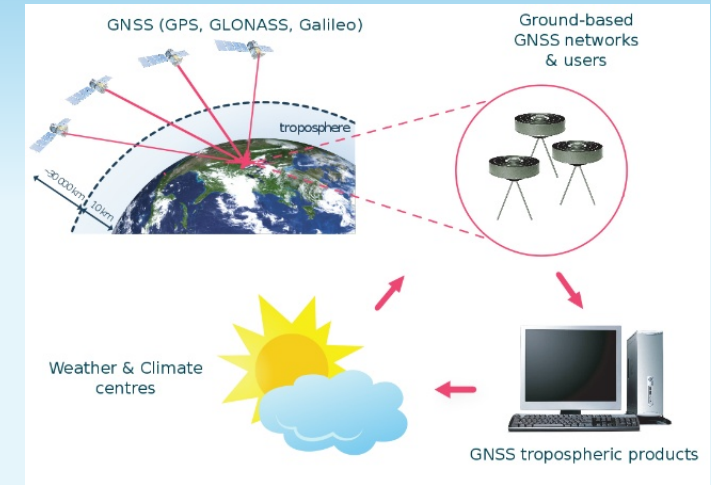 GNSS (GPS, GLONASS, Galileo)
Ground-based
GNSS networks
& users
troposphere
~30 000 km
10 km
Weather & Climate
centres
GNSS tropospheric products